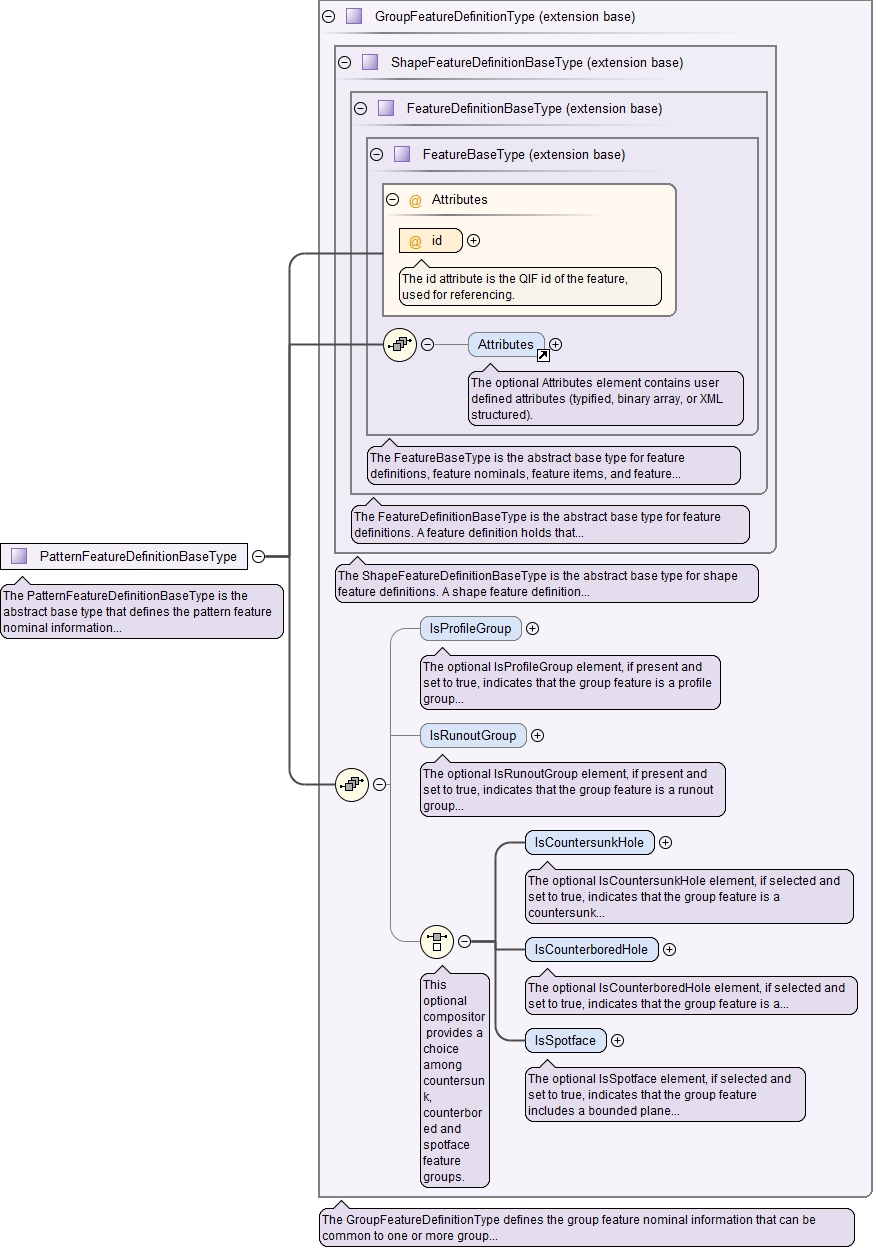 GroupFeatureDefinitionType (extension base)
ShapeFeatureDefinitionBaseType (extension base)
FeatureDefinitionBaseType (extension base)
FeatureBaseType (extension base)
@ Attributes
@ id
The id attribute is the QIF id of the feature,
used for referencing.
Attributes
The optional Attributes element contains user
defined attributes (typified, binary array, or XML
structured).
The FeatureBaseType is the abstract base type for feature
definitions, feature nominals, feature items, and feature...
The FeatureDefinitionBaseType is the abstract base type for feature
definitions. A feature definition holds that...
PatternFeatureDefinitionBaseType
The PatternFeatureDefinitionBaseType is the
abstract base type that defines the pattern feature
nominal information...
The ShapeFeatureDefinitionBaseType is the abstract base type for shape
feature definitions. A shape feature definition...
IsProfileGroup
The optional IsProfileGroup element, if present and
set to true, indicates that the group feature is a profile
group...
IsRunoutGroup
The optional IsRunoutGroup element, if present and
set to true, indicates that the group feature is a runout
group...
IsCountersunkHole
The optional IsCountersunkHole element, if selected and
set to true, indicates that the group feature is a
countersunk...
IsCounterboredHole
The optional IsCounterboredHole element, if selected and
set to true, indicates that the group feature is a...
IsSpotface
The optional IsSpotface element, if selected and
set to true, indicates that the group feature
includes a bounded plane...
This
optional
compositor
provides a
choice
among
countersun
k,
counterbor
ed and
spotface
feature
groups.
The GroupFeatureDefinitionType defines the group feature nominal information that can be
common to one or more group...